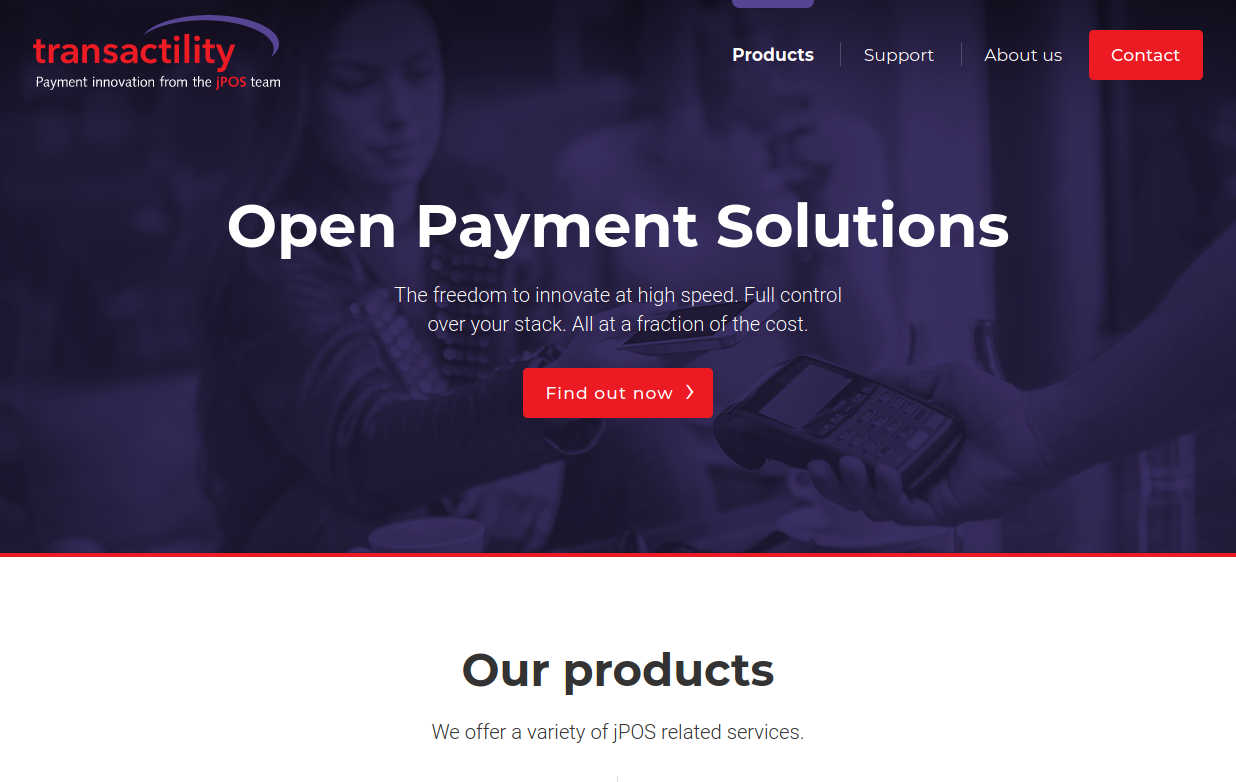 transactility
Payment innovation from the jPOS team
Products
Support
About us
Contact
Open Payment Solutions
The freedom to innovate at high speed. Full control
over your stack. All at a fraction of the cost.
Find out now
Our products
We offer a variety of jPOS related services.